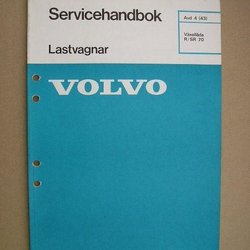 Servicehandbok
Avd 4 (43)
Växellåda
R/SR 70
Lastvagnar
VOLVO